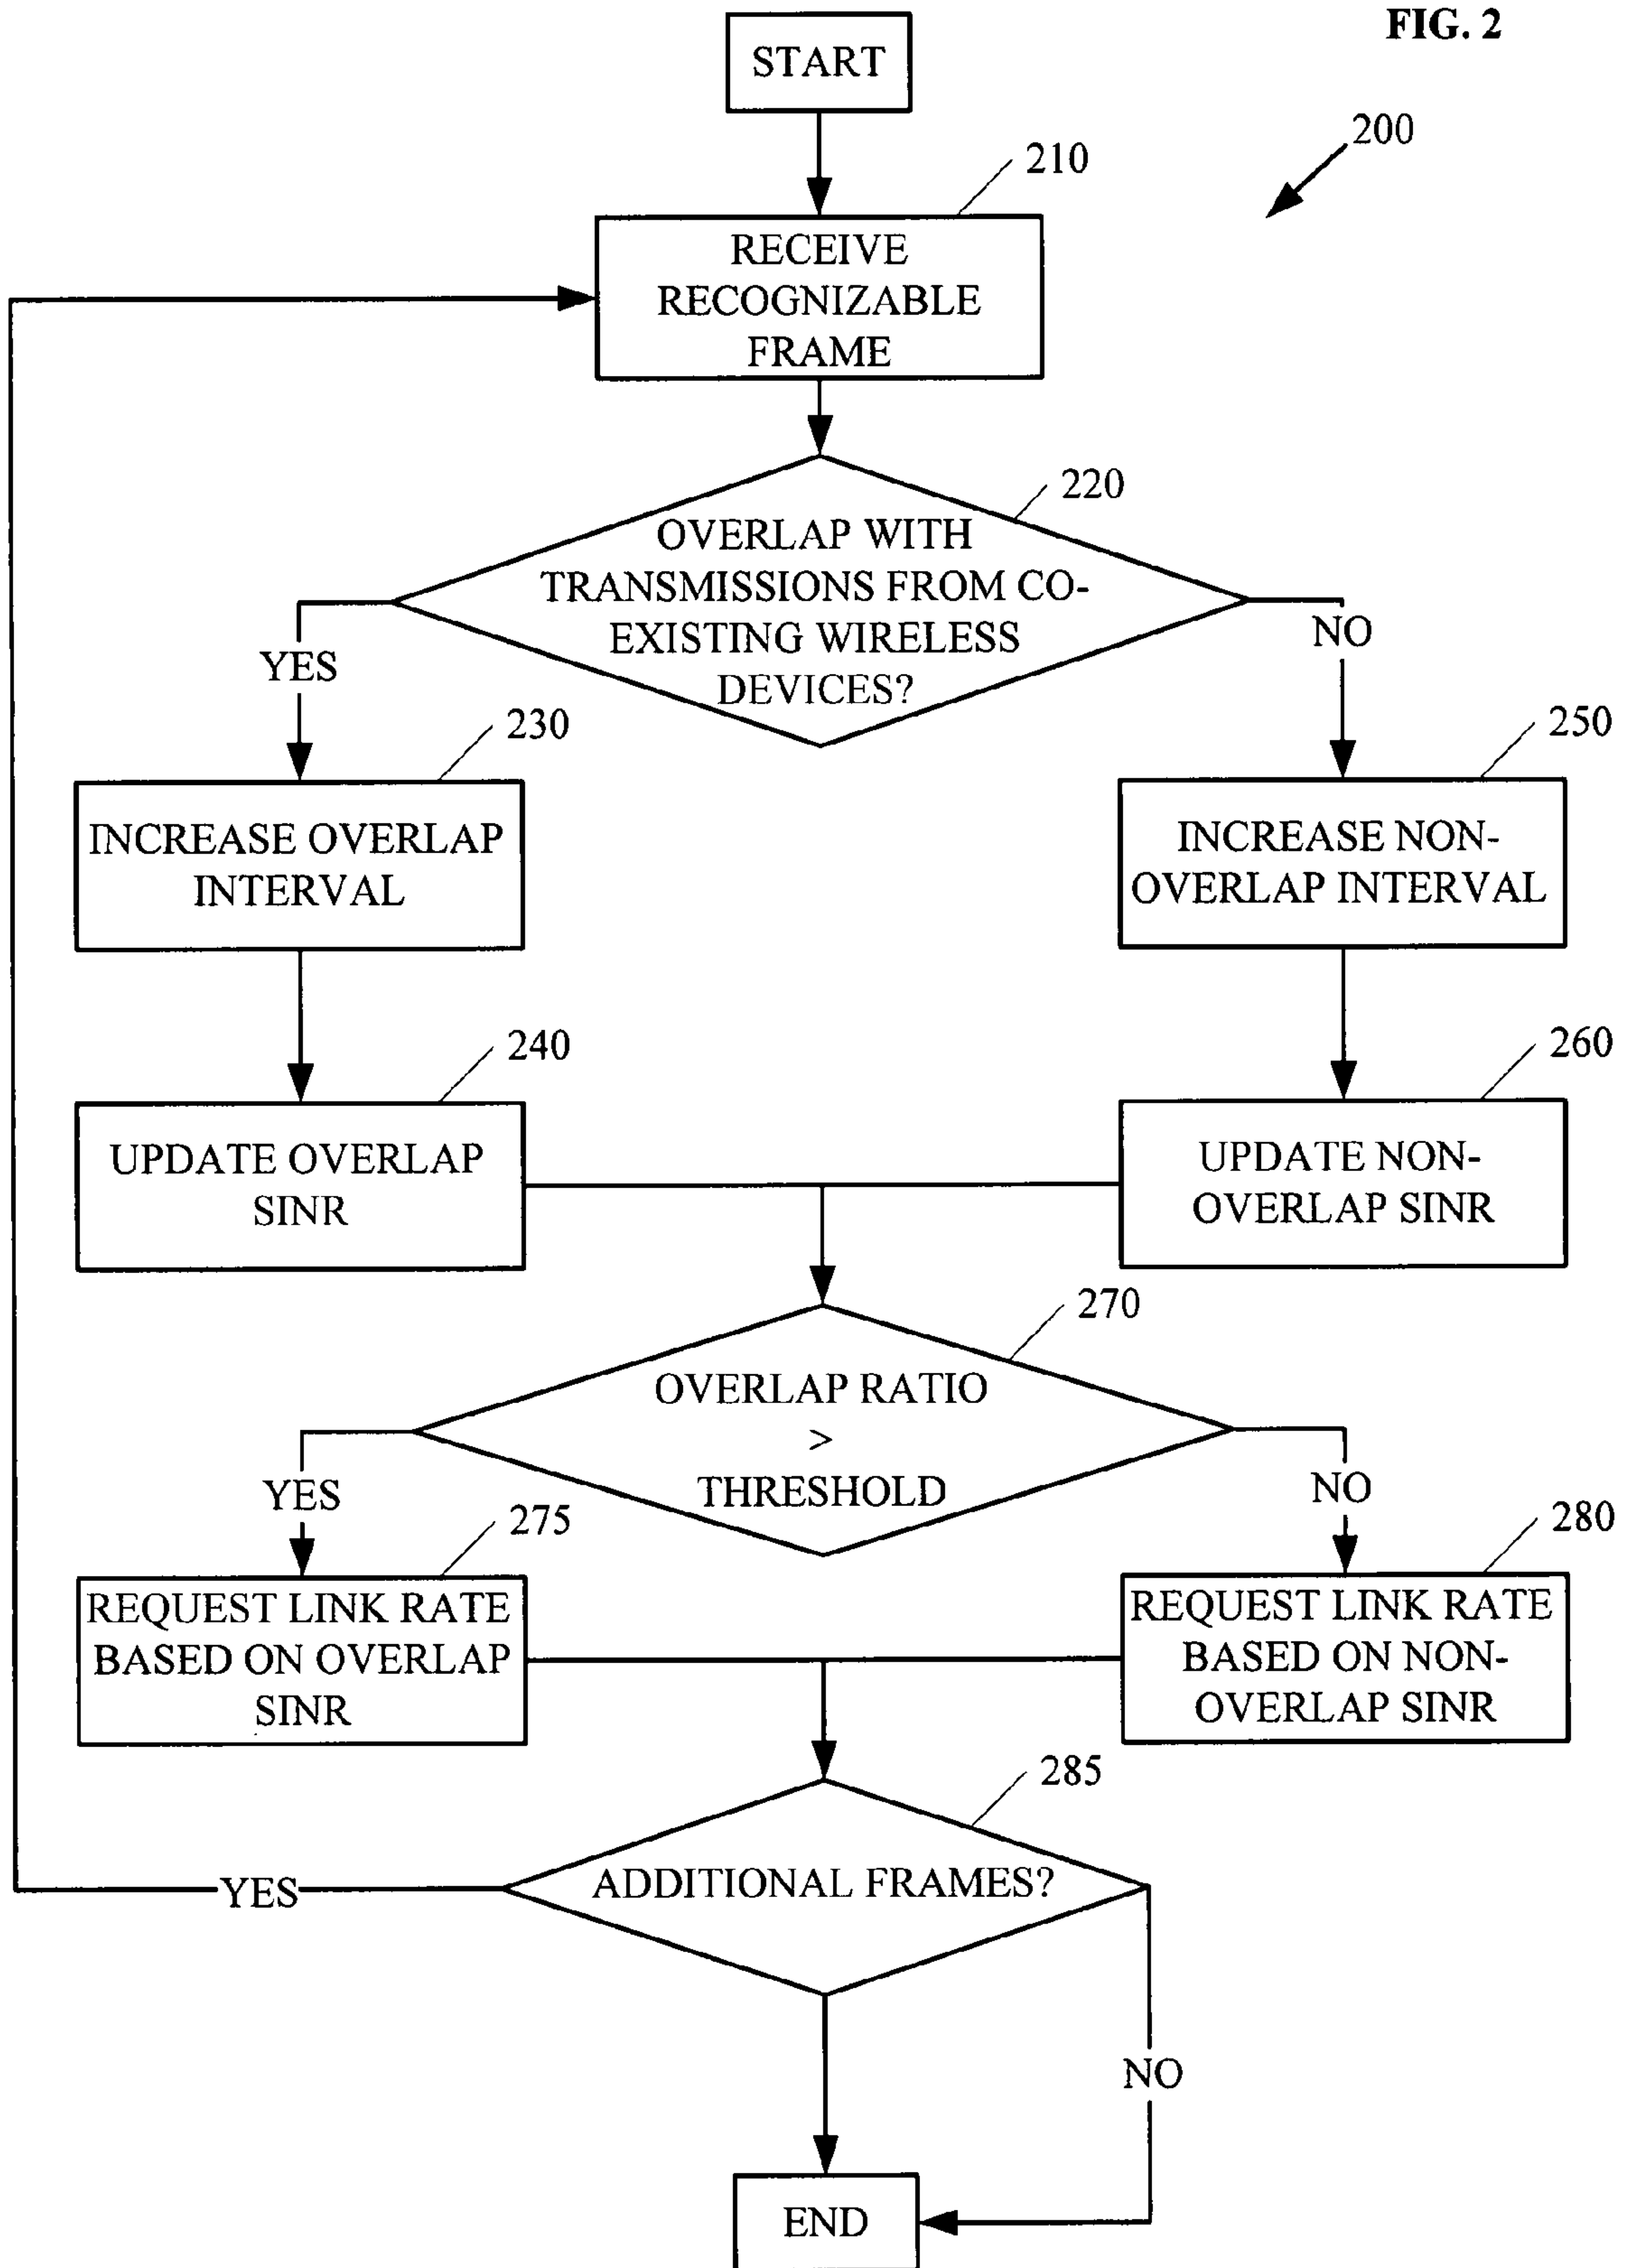 FIG. 2
START
200
210
RECEIVE
RECOGNIZABLE
FRAME
220
OVERLAP WITH
TRANSMISSIONS FROM CO-
EXISTING WIRELESS
DEVICES?
YES
NO
230
250
INCREASE OVERLAP
INTERVAL
INCREASE NON-
OVERLAP INTERVAL
240
260
UPDATE OVERLAP
SINR
UPDATE NON-
OVERLAP SINR
270
OVERLAP RATIO
>
THRESHOLD
YES
NO
275
280
REQUEST LINK RATE
BASED ON OVERLAP
SINR
REQUEST LINK RATE
BASED ON NON-
OVERLAP SINR
285
ADDITIONAL FRAMES?
YES
NO
END